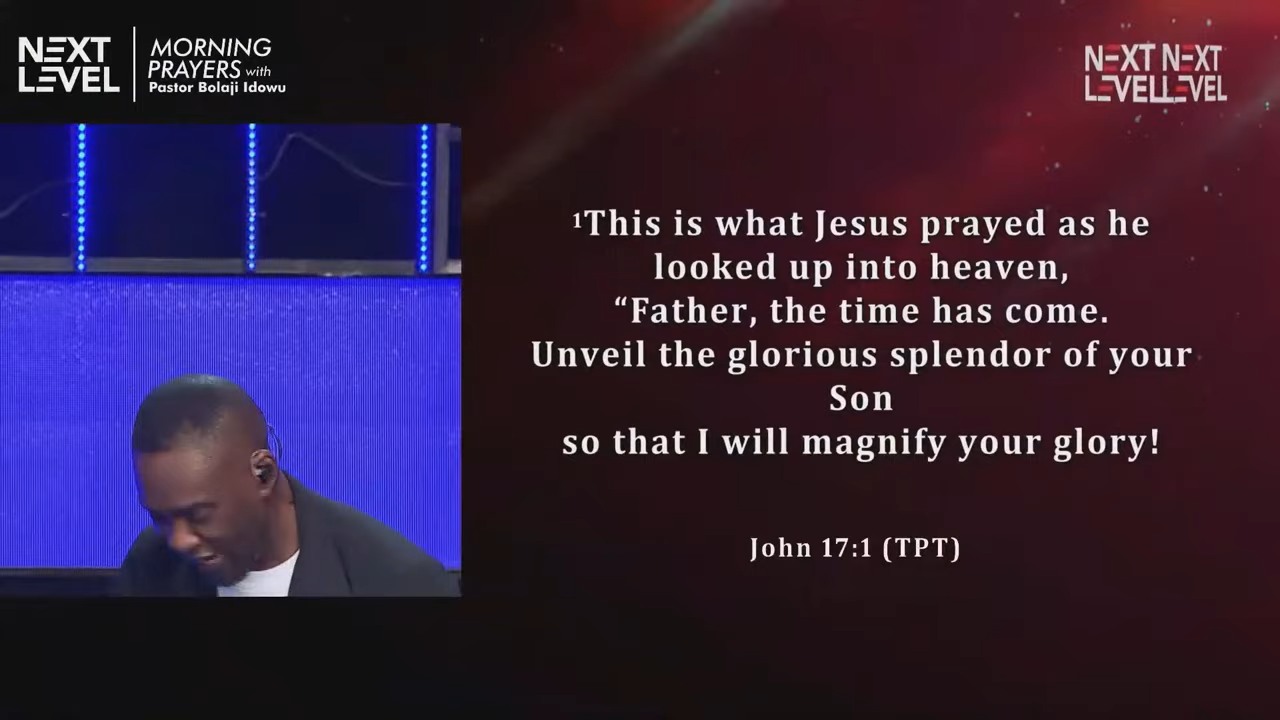 NEXT
LEVEL
MORNING
PRAYERS with
Pastor Bolaji Idowu
NEXT NEXT
LEVELLEVEL
¹This is what Jesus prayed as he
looked up into heaven,
“Father, the time has come.
Unveil the glorious splendor of your
Son
so that I will magnify your glory!
John 17:1 (TPT)